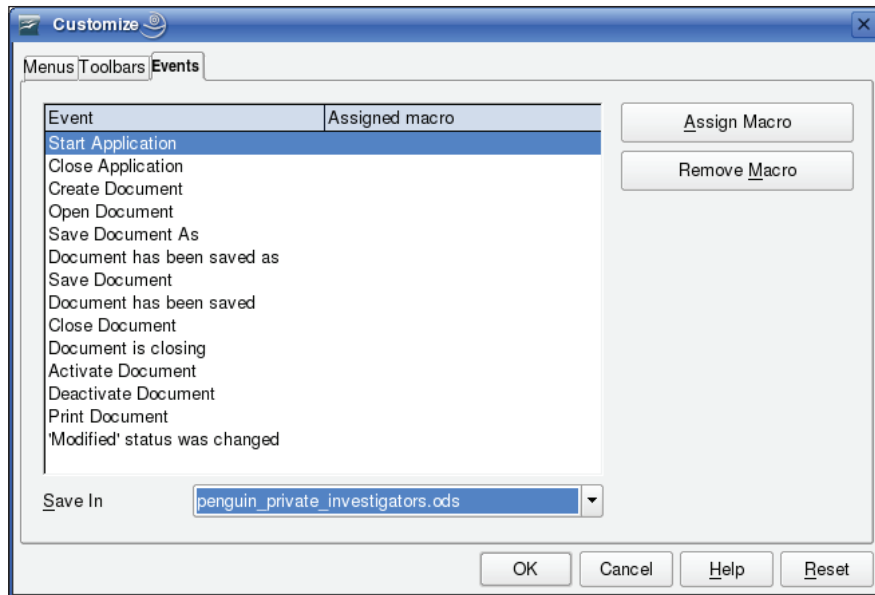 Customize
Menus Toolbars Events
Event Assigned macro
Start Application
Close Application
Create Document
Open Document
Save Document As
Document has been saved as
Save Document
Document has been saved
Close Document
Document is closing
Activate Document
Deactivate Document
Print Document
'Modified' status was changed
Assign Macro
Remove Macro
Save In penguin_private_investigators.ods
OK Cancel Help Reset